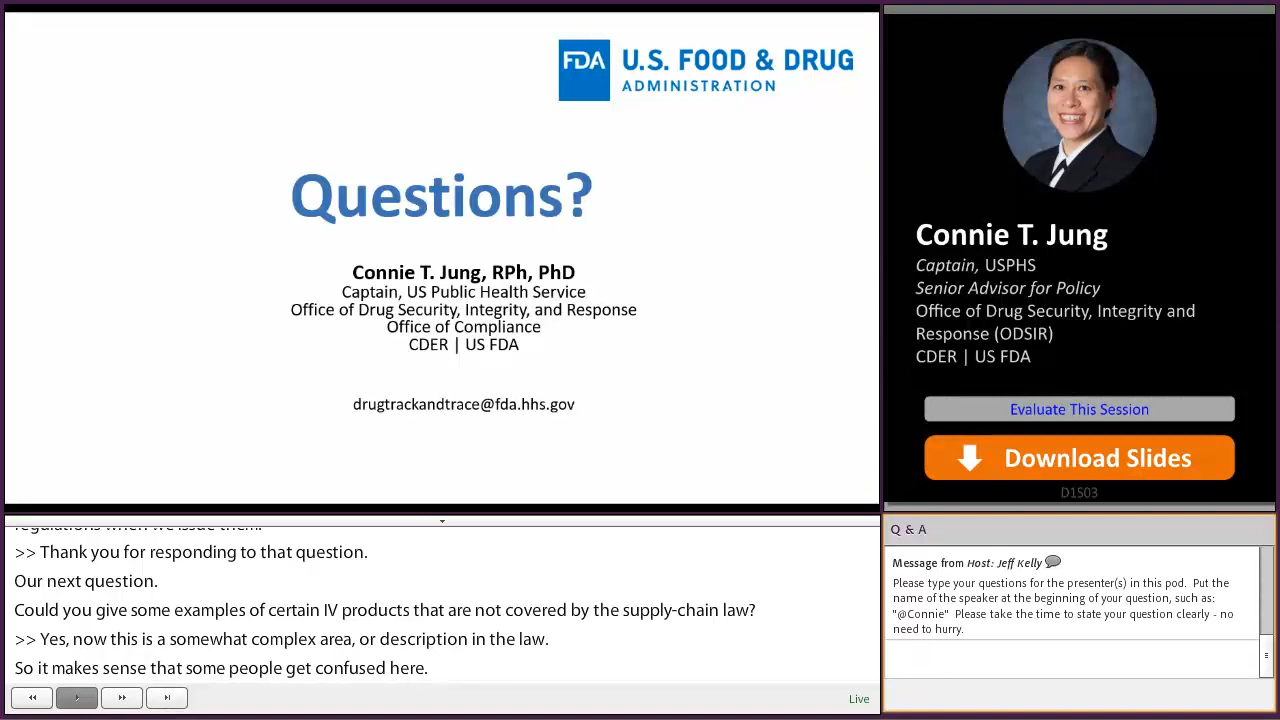 FDA
U.S. FOOD & DRUG
ADMINISTRATION
Questions?
Connie T. Jung, RPh, PhD
Captain, US Public Health Service
Office of Drug Security, Integrity, and Response
Office of Compliance
CDER | US FDA
drugtrackandtrace@fda.hhs.gov
Connie T. Jung
Captain, USPHS
Senior Advisor for Policy
Office of Drug Security, Integrity and
Response (ODSIR)
CDER | US FDA
Evaluate This Session
Download Slides
D1S03
regulations when we issue them.
>> Thank you for responding to that question.
Our next question.
Could you give some examples of certain IV products that are not covered by the supply-chain law?
>> Yes, now this is a somewhat complex area, or description in the law.
So it makes sense that some people get confused here.
Live
Q & A
Message from Host: Jeff Kelly
Please type your questions for the presenter(s) in this pod. Put the
name of the speaker at the beginning of your question, such as:
"@Connie" Please take the time to state your question clearly - no
need to hurry.